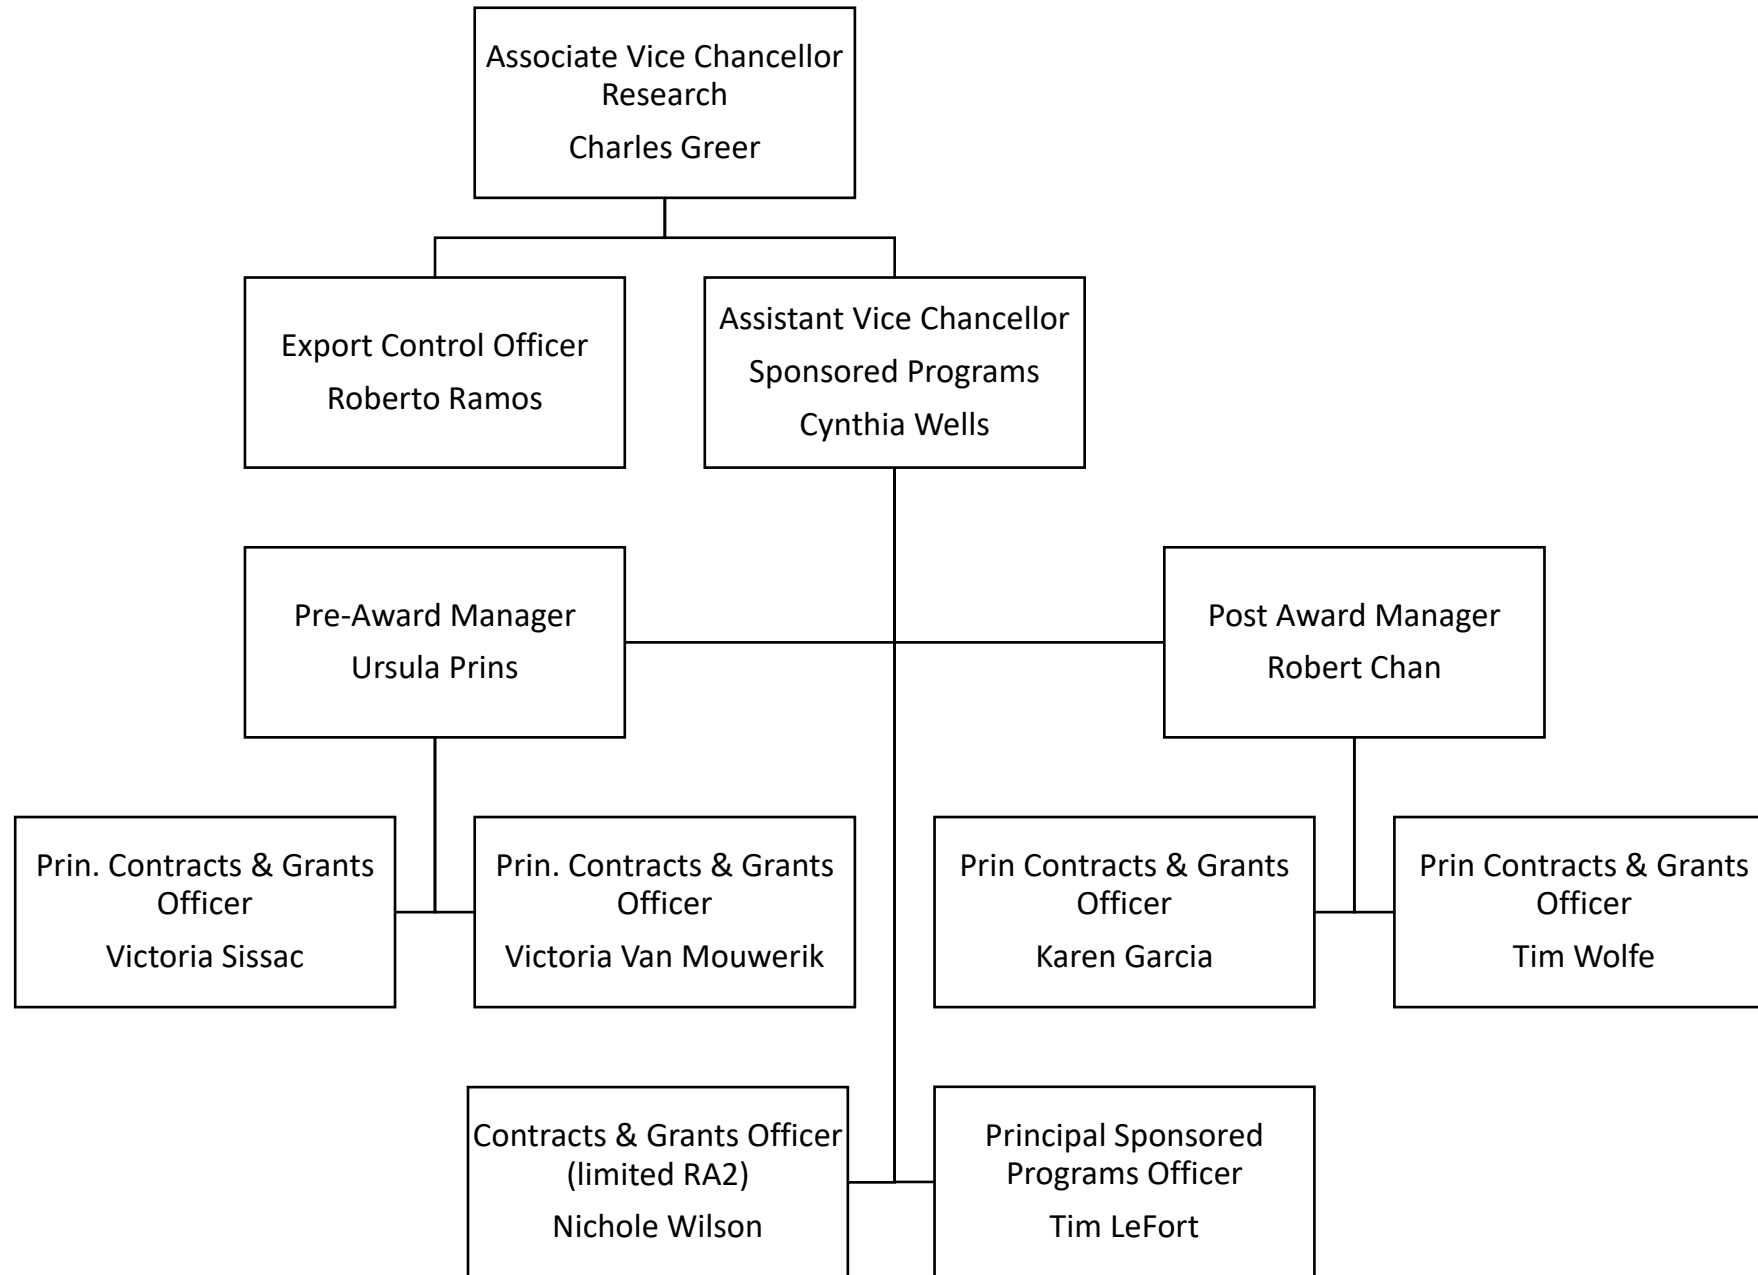 Associate Vice Chancellor
Research
Charles Greer
Export Control Officer
Roberto Ramos
Assistant Vice Chancellor
Sponsored Programs
Cynthia Wells
Pre-Award Manager
Ursula Prins
Post Award Manager
Robert Chan
Prin. Contracts & Grants
Officer
Victoria Sissac
Prin. Contracts & Grants
Officer
Victoria Van Mouwerik
Prin Contracts & Grants
Officer
Karen Garcia
Prin Contracts & Grants
Officer
Tim Wolfe
Contracts & Grants Officer
(limited RA2)
Nichole Wilson
Principal Sponsored
Programs Officer
Tim LeFort